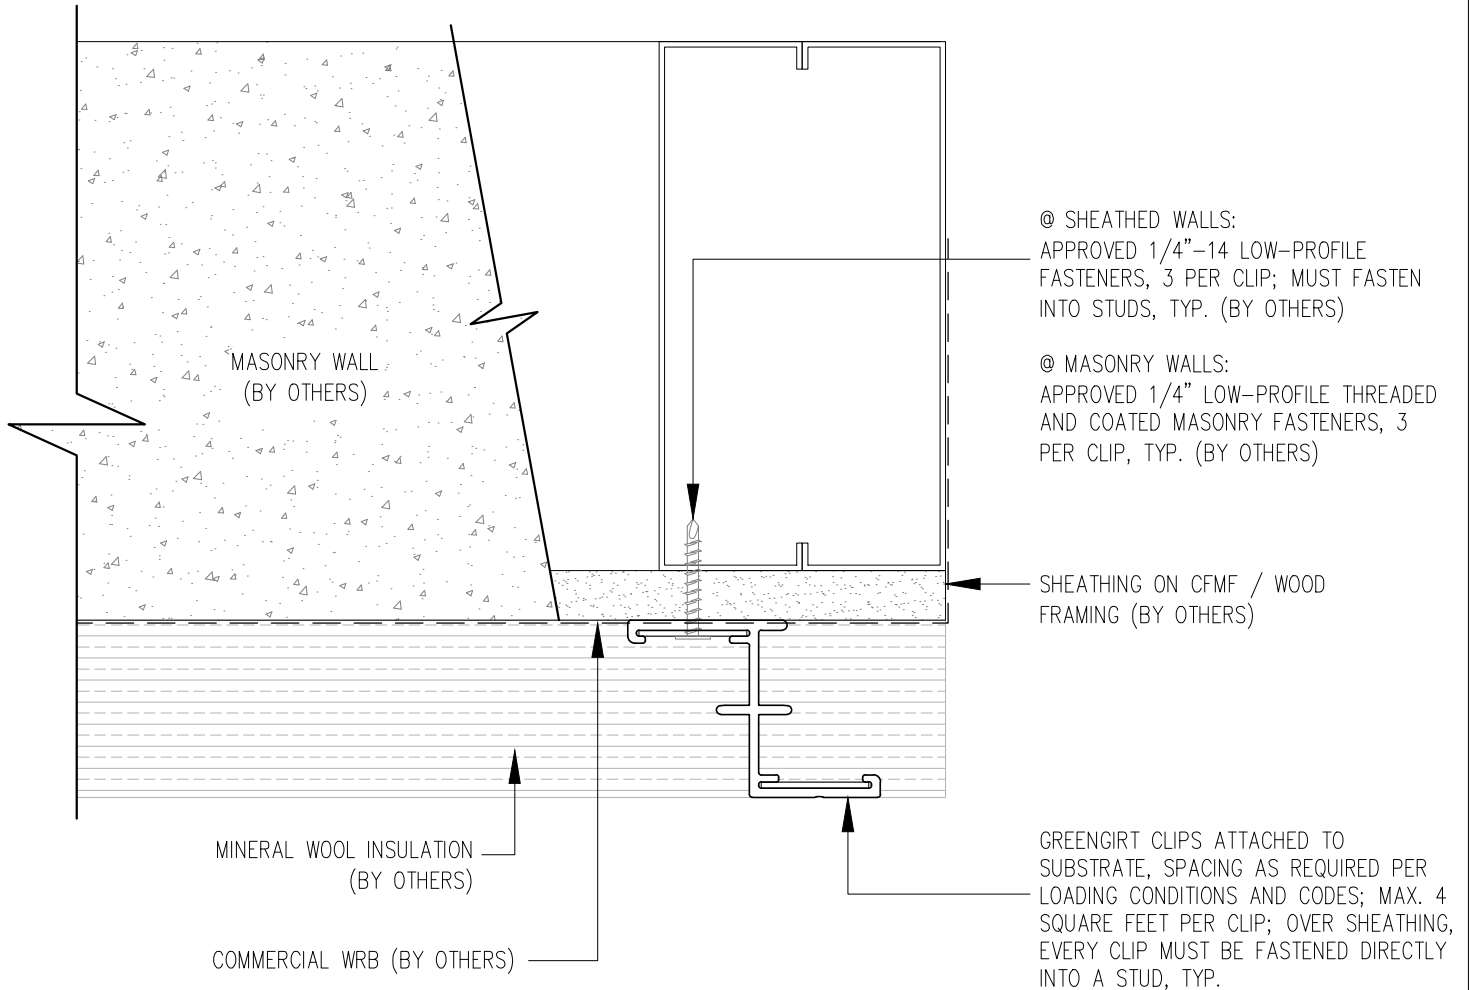 @ SHEATHED WALLS:
APPROVED 1/4"-14 LOW-PROFILE
FASTENERS, 3 PER CLIP; MUST FASTEN
INTO STUDS, TYP. (BY OTHERS)
@ MASONRY WALLS:
APPROVED 1/4" LOW-PROFILE THREADED
AND COATED MASONRY FASTENERS, 3
PER CLIP, TYP. (BY OTHERS)
MASONRY WALL
(BY OTHERS)
SHEATHING ON CFMF / WOOD
FRAMING (BY OTHERS)
MINERAL WOOL INSULATION
(BY OTHERS)
COMMERCIAL WRB (BY OTHERS)
GREENGIRT CLIPS ATTACHED TO
SUBSTRATE, SPACING AS REQUIRED PER
LOADING CONDITIONS AND CODES; MAX. 4
SQUARE FEET PER CLIP; OVER SHEATHING,
EVERY CLIP MUST BE FASTENED DIRECTLY
INTO A STUD, TYP.